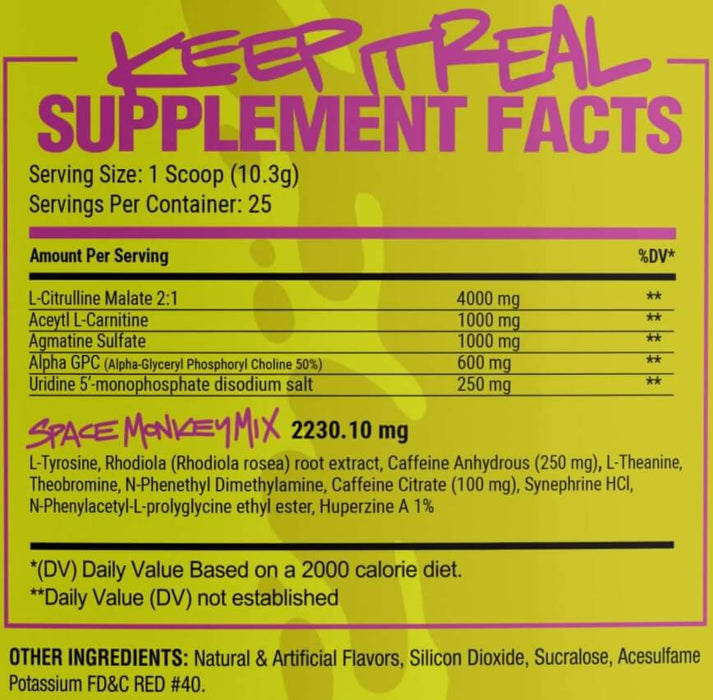 KEEP IT REAL
SUPPLEMENT FACTS
Serving Size: 1 Scoop (10.3g)
Servings Per Container: 25
Amount Per Serving %DV*
L-Citrulline Malate 2:1 4000 mg **
Aceytl L-Carnitine 1000 mg **
Agmatine Sulfate 1000 mg **
Alpha GPC (Alpha-Glyceryl Phosphoryl Choline 50%) 600 mg **
Uridine 5'-monophosphate disodium salt 250 mg **
SPACE MONKEY MIX 2230.10 mg
L-Tyrosine, Rhodiola (Rhodiola rosea) root extract, Caffeine Anhydrous (250 mg), L-Theanine,
Theobromine, N-Phenethyl Dimethylamine, Caffeine Citrate (100 mg), Synephrine HCl,
N-Phenylacetyl-L-prolyglycine ethyl ester, Huperzine A 1%
*(DV) Daily Value Based on a 2000 calorie diet.
**Daily Value (DV) not established
OTHER INGREDIENTS: Natural & Artificial Flavors, Silicon Dioxide, Sucralose, Acesulfame
Potassium FD&C RED #40.